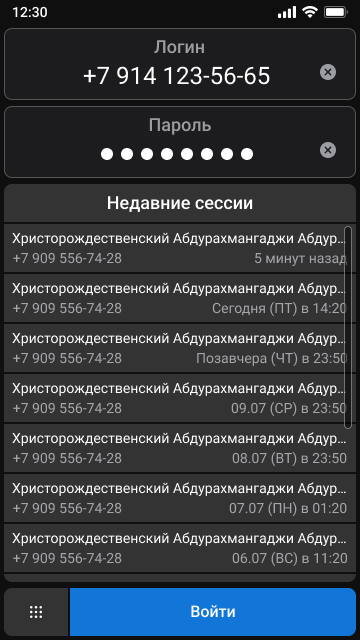 12:30
Логин
+7 914 123-56-65
Пароль
Недавние сессии
Христорождественский Абдурахмангаджи Абдур...
+7 909 556-74-28 5 минут назад
Христорождественский Абдурахмангаджи Абдур...
+7 909 556-74-28 Сегодня (ПТ) в 14:20
Христорождественский Абдурахмангаджи Абдур...
+7 909 556-74-28 Позавчера (ЧТ) в 23:50
Христорождественский Абдурахмангаджи Абдур...
+7 909 556-74-28 09.07 (СР) в 23:50
Христорождественский Абдурахмангаджи Абдур...
+7 909 556-74-28 08.07 (ВТ) в 23:50
Христорождественский Абдурахмангаджи Абдур...
+7 909 556-74-28 07.07 (ПН) в 01:20
Христорождественский Абдурахмангаджи Абдур...
+7 909 556-74-28 06.07 (ВС) в 11:20
Войти